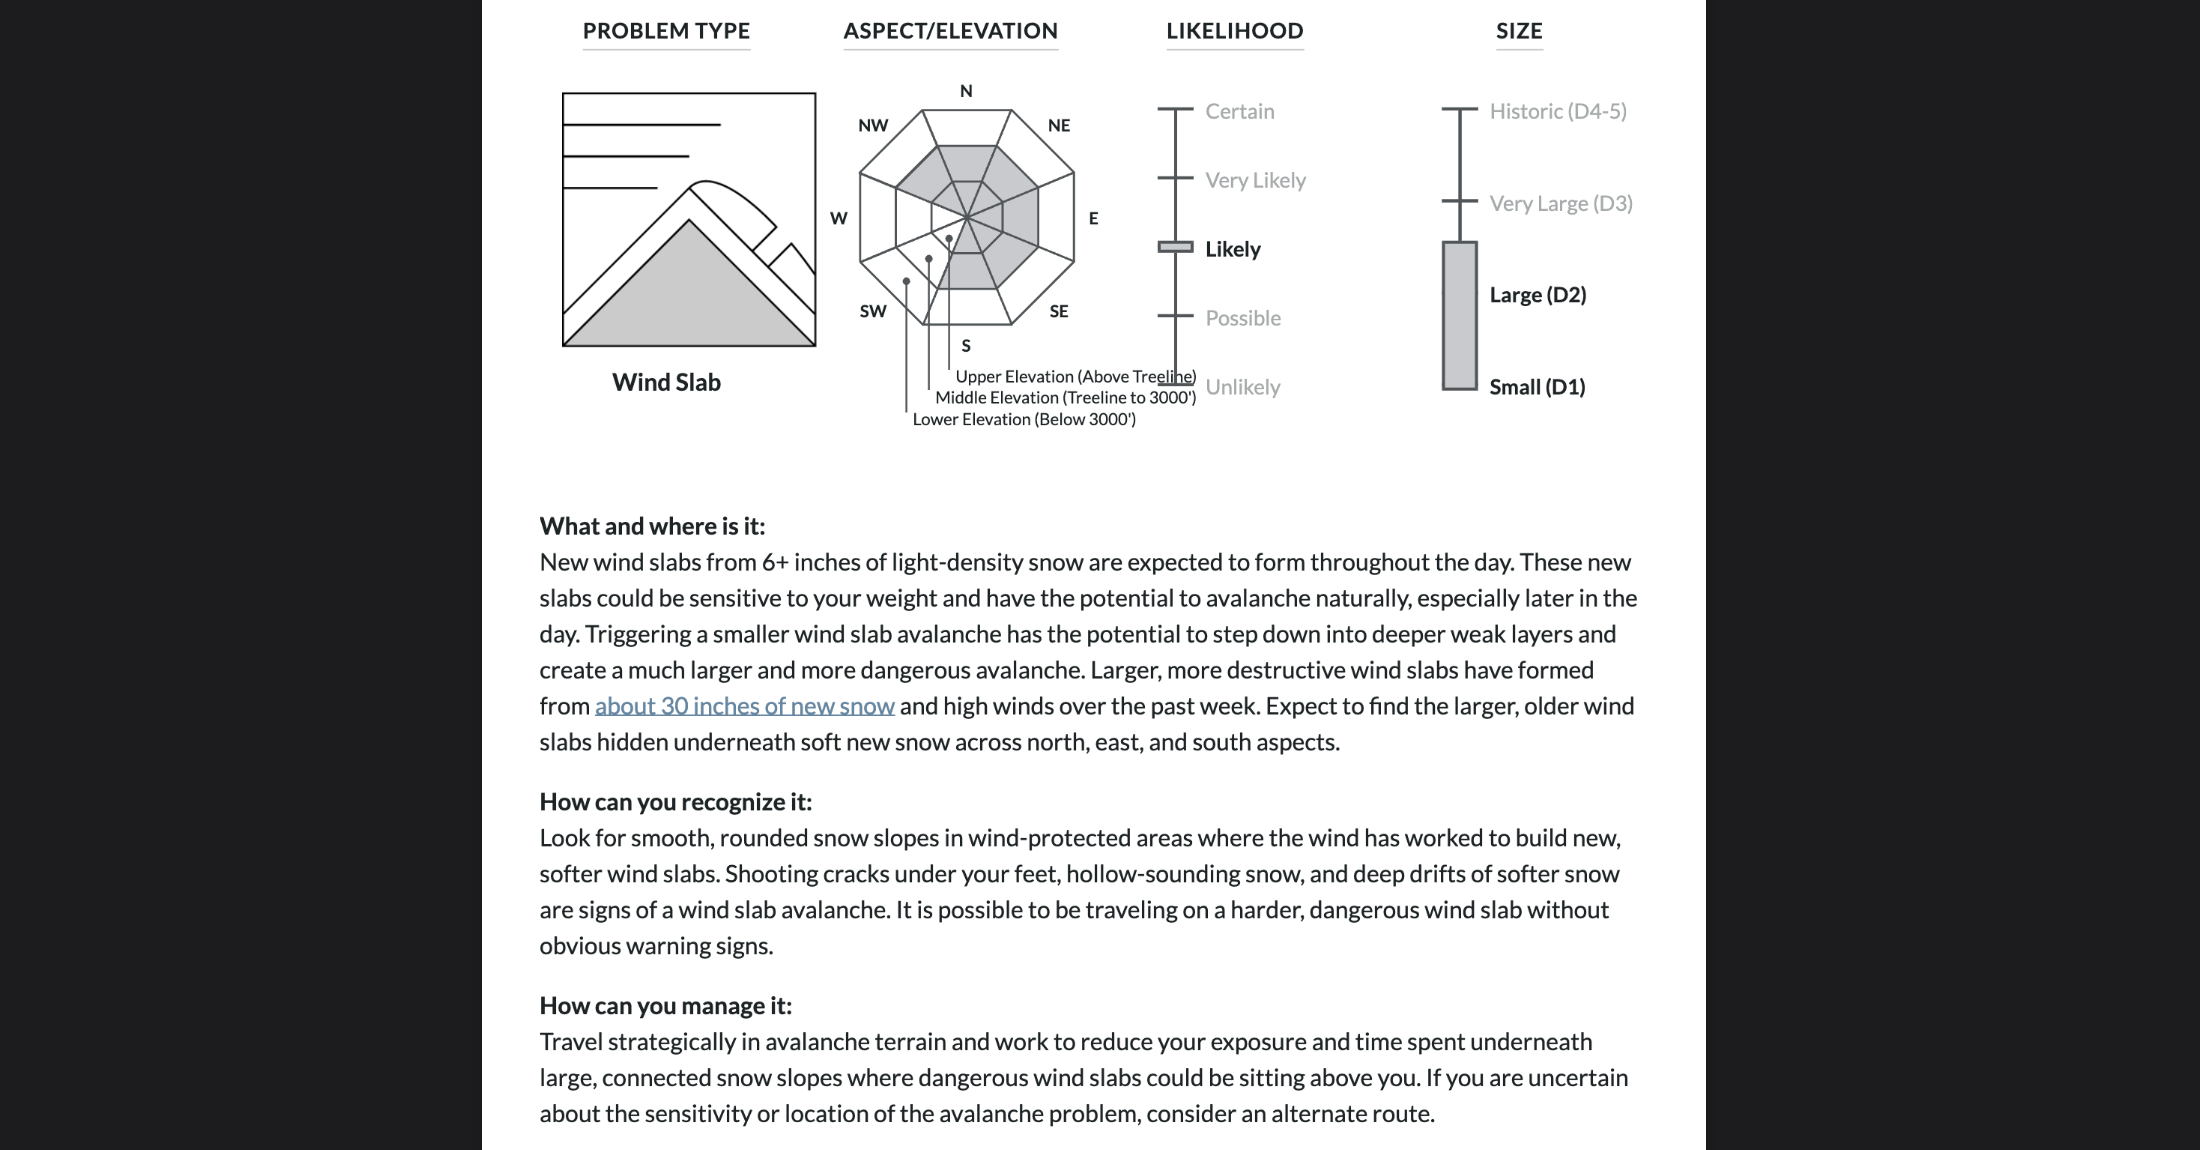 PROBLEM TYPE
ASPECT/ELEVATION
LIKELIHOOD
SIZE
Wind Slab
N
NW
NE
W
E
SW
SE
S
Upper Elevation (Above Treeline)
Middle Elevation (Treeline to 3000')
Lower Elevation (Below 3000')
Certain
Very Likely
Likely
Possible
Unlikely
Historic (D4-5)
Very Large (D3)
Large (D2)
Small (D1)
What and where is it:
New wind slabs from 6+ inches of light-density snow are expected to form throughout the day. These new
slabs could be sensitive to your weight and have the potential to avalanche naturally, especially later in the
day. Triggering a smaller wind slab avalanche has the potential to step down into deeper weak layers and
create a much larger and more dangerous avalanche. Larger, more destructive wind slabs have formed
from about 30 inches of new snow and high winds over the past week. Expect to find the larger, older wind
slabs hidden underneath soft new snow across north, east, and south aspects.
How can you recognize it:
Look for smooth, rounded snow slopes in wind-protected areas where the wind has worked to build new,
softer wind slabs. Shooting cracks under your feet, hollow-sounding snow, and deep drifts of softer snow
are signs of a wind slab avalanche. It is possible to be traveling on a harder, dangerous wind slab without
obvious warning signs.
How can you manage it:
Travel strategically in avalanche terrain and work to reduce your exposure and time spent underneath
large, connected snow slopes where dangerous wind slabs could be sitting above you. If you are uncertain
about the sensitivity or location of the avalanche problem, consider an alternate route.